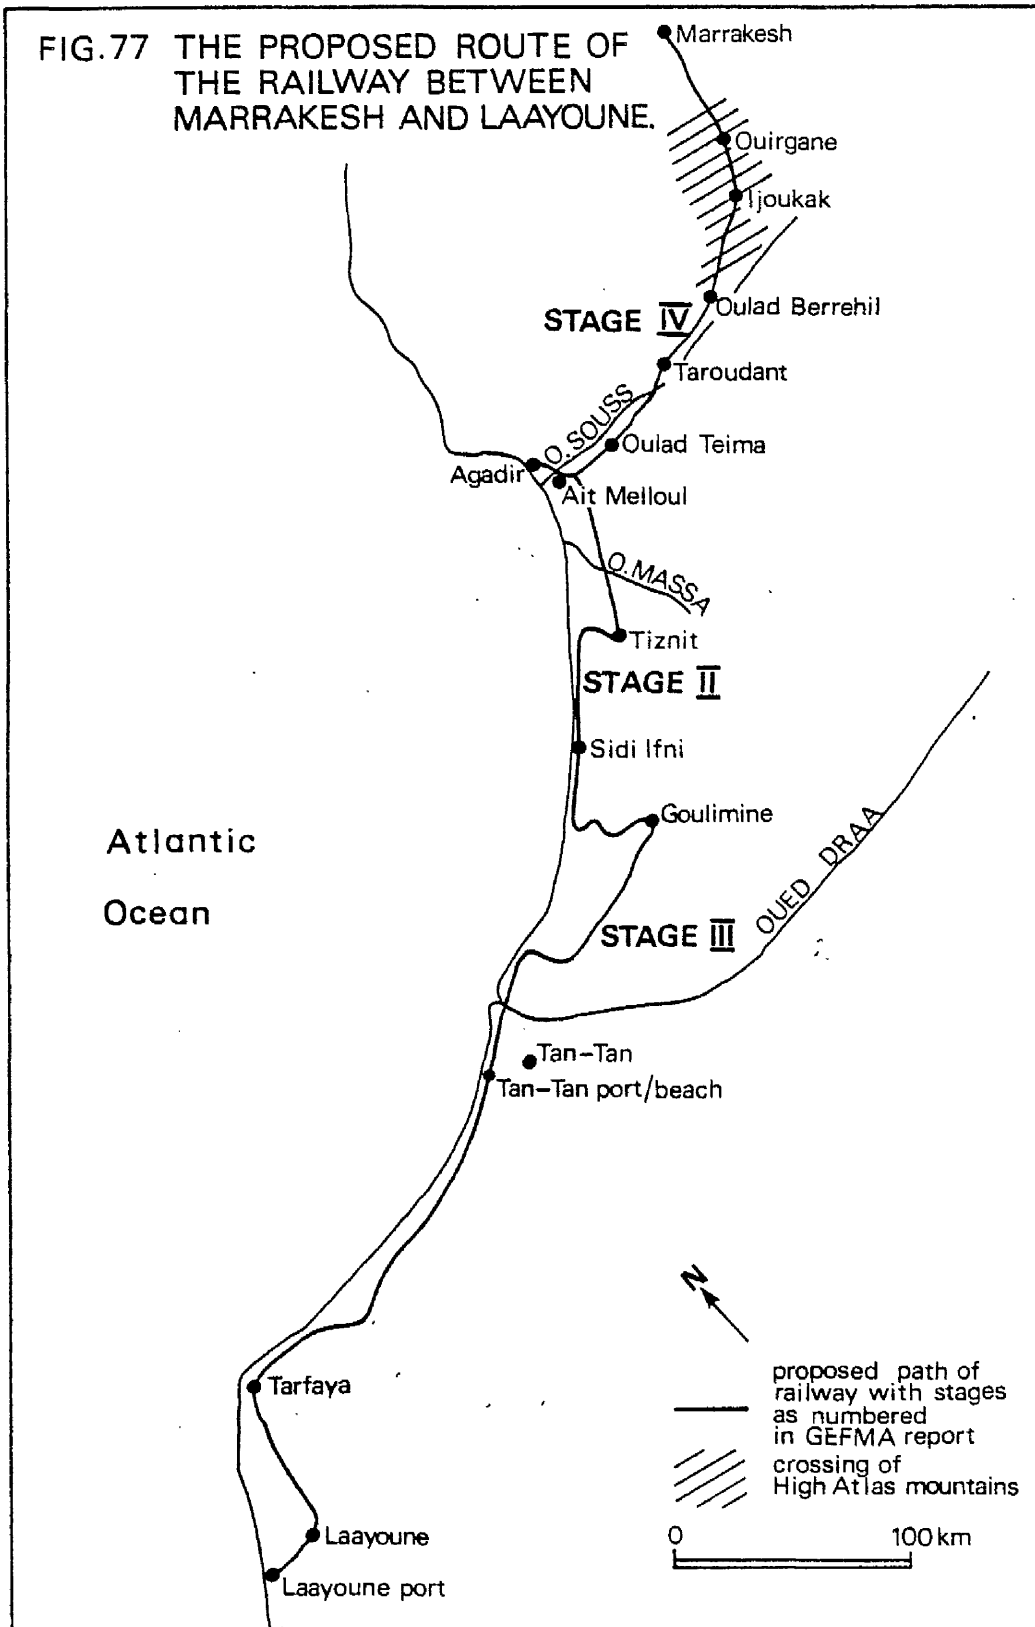 FIG.77 THE PROPOSED ROUTE OF
THE RAILWAY BETWEEN
MARRAKESH AND LAAYOUNE.
Marrakesh
Ouirgane
Ijoukak
Oulad Berrehil
STAGE IV
Taroudant
O. SOUSS
Oulad Teima
Agadir
Ait Melloul
O. MASSA
Tiznit
STAGE II
Sidi Ifni
Goulimine
Atlantic
Ocean
OUED DRAA
STAGE III
Tan-Tan
Tan-Tan port/beach
N
Tarfaya
proposed path of
railway with stages
as numbered
in GEFMA report
crossing of
High Atlas mountains
Laayoune
0 100 km
Laayoune port